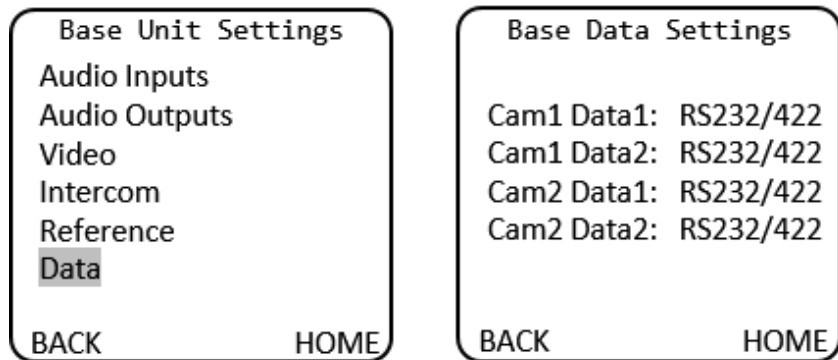 Base Unit Settings
Audio Inputs
Audio Outputs
Video
Intercom
Reference
Data
BACK HOME
Base Data Settings
Cam1 Data1: RS232/422
Cam1 Data2: RS232/422
Cam2 Data1: RS232/422
Cam2 Data2: RS232/422
BACK HOME